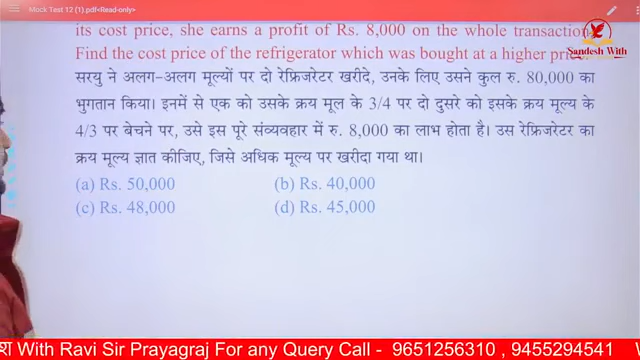 Mock Test 12 (1).pdf<Read-only>
its cost price, she earns a profit of Rs. 8,000 on the whole transaction.
Find the cost price of the refrigerator which was bought at a higher
Sandesh With
सरयु ने अलग-अलग मूल्यों पर दो रेफ्रिजरेटर खरीदे, उनके लिए उसने कुल रु. 80,000 का
भुगतान किया। इनमें से एक को उसके क्रय मूल के 3/4 पर दो दुसरे को इसके क्रय मूल्य के
4/3 पर बेचने पर, उसे इस पूरे संव्यवहार में रु. 8,000 का लाभ होता है। उस रेफ्रिजरेटर का
क्रय मूल्य ज्ञात कीजिए, जिसे अधिक मूल्य पर खरीदा गया था।
(a) Rs. 50,000 (b) Rs. 40,000
(c) Rs. 48,000 (d) Rs. 45,000
श With Ravi Sir Prayagraj For any Query Call - 9651256310 , 9455294541